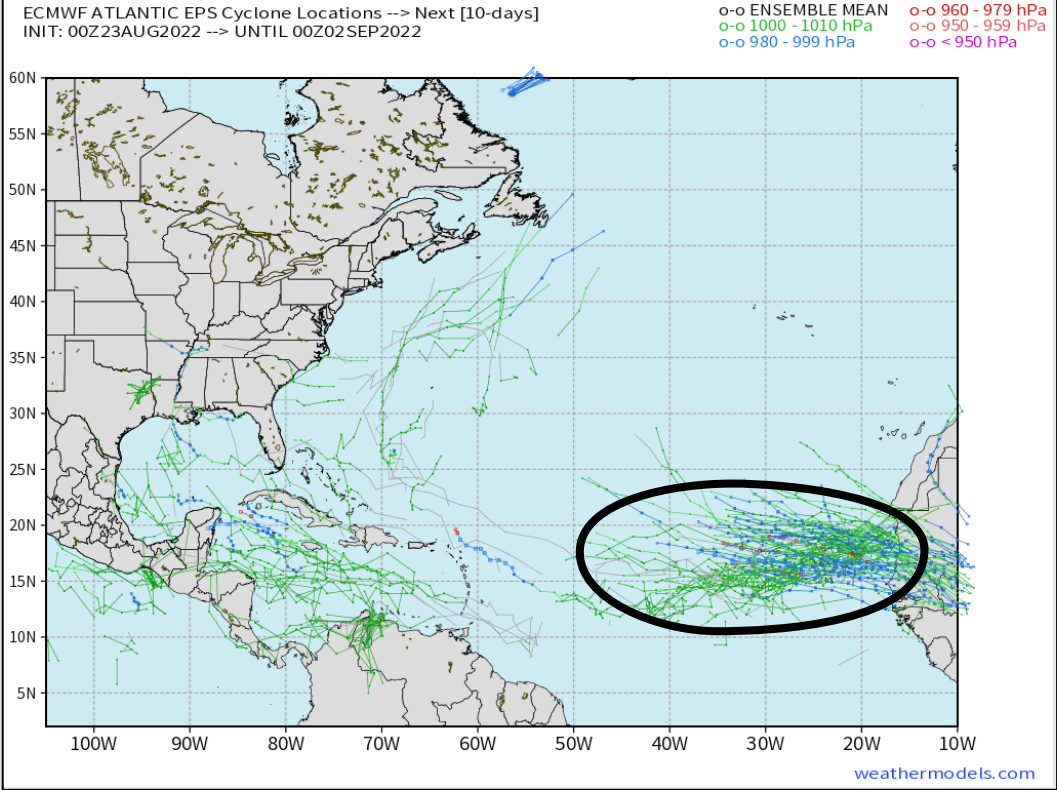 ECMWF ATLANTIC EPS Cyclone Locations --> Next [10-days]
INIT: 00Z23AUG2022 --> UNTIL 00Z02SEP2022
o-o ENSEMBLE MEAN
o-o 1000 - 1010 hPa
o-o 980 - 999 hPa
o-o 960 - 979 hPa
o-o 950 - 959 hPa
o-o < 950 hPa
60N
55N
50N
45N
40N
35N
30N
25N
20N
15N
10N
5N
100W 90W 80W 70W 60W 50W 40W 30W 20W 10W
weathermodels.com